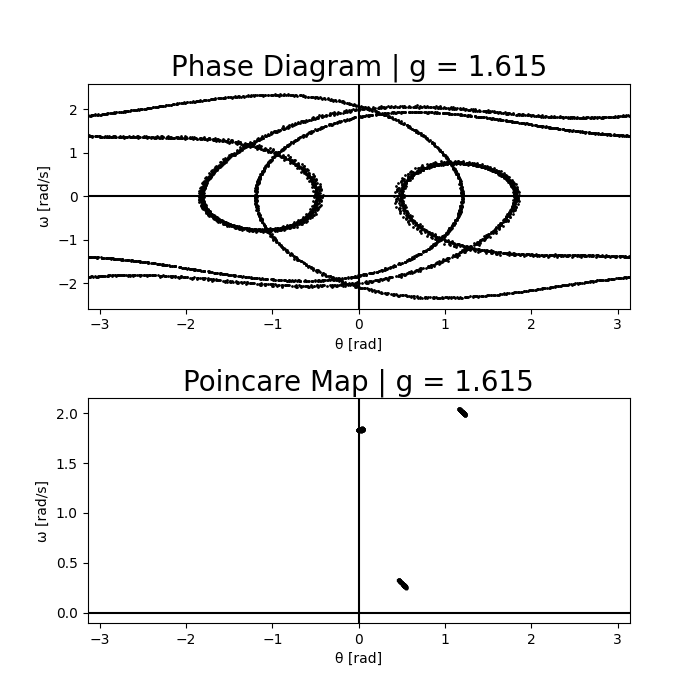 Phase Diagram | g = 1.615
2
1
0
−1
−2
ω [rad/s]
−3 −2 −1 0 1 2 3
θ [rad]
Poincare Map | g = 1.615
2.0
1.5
1.0
0.5
0.0
ω [rad/s]
−3 −2 −1 0 1 2 3
θ [rad]